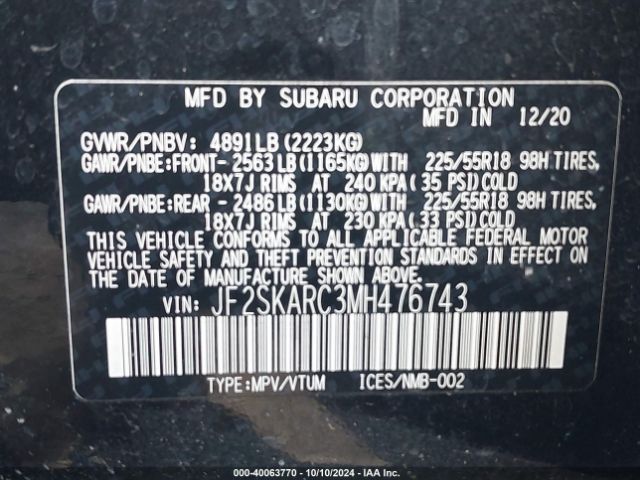 MFD BY SUBARU CORPORATION
MFD IN 12/20
GVWR/PNBV: 4891LB(2223KG)
GAWR/PNBE:FRONT-2563LB(1165KG)WITH 225/55R18 98H TIRES,
18X7J RIMS AT 240 KPA(35 PSI)COLD
GAWR/PNBE:REAR -2486LB(1130KG)WITH 225/55R18 98H TIRES,
18X7J RIMS AT 230 KPA(33 PSI)COLD
THIS VEHICLE CONFORMS TO ALL APPLICABLE FEDERAL MOTOR
VEHICLE SAFETY AND THEFT PREVENTION STANDARDS IN EFFECT ON
THE DATE OF MANUFACTURE SHOWN ABOVE.
VIN: JF2SKARC3MH476743
TYPE:MPV/VTUM ICES/NMB-002
000-40063770 - 10/10/2024 - IAA Inc.